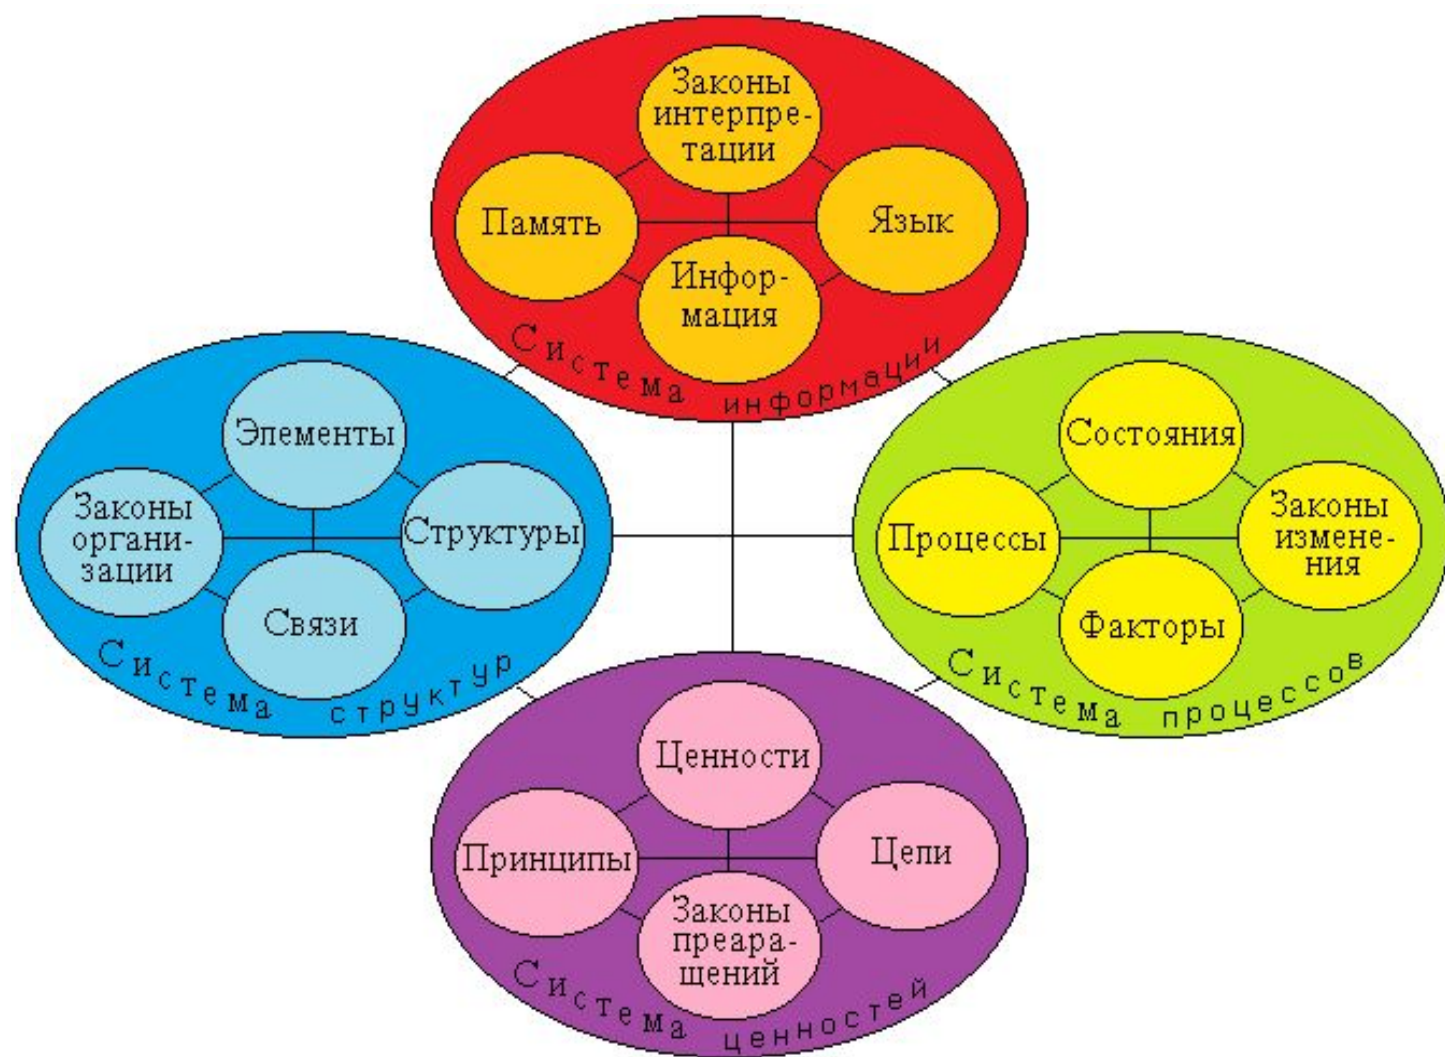 Законы
интерпре-
тации
Память
Язык
Инфор-
мация
Система информации
Элементы
Законы
органи-
зации
Структуры
Связи
Система структур
Состояния
Процессы
Законы
измене-
ния
Факторы
Система процессов
Ценности
Принципы
Цели
Законы
преара-
щений
Система ценностей